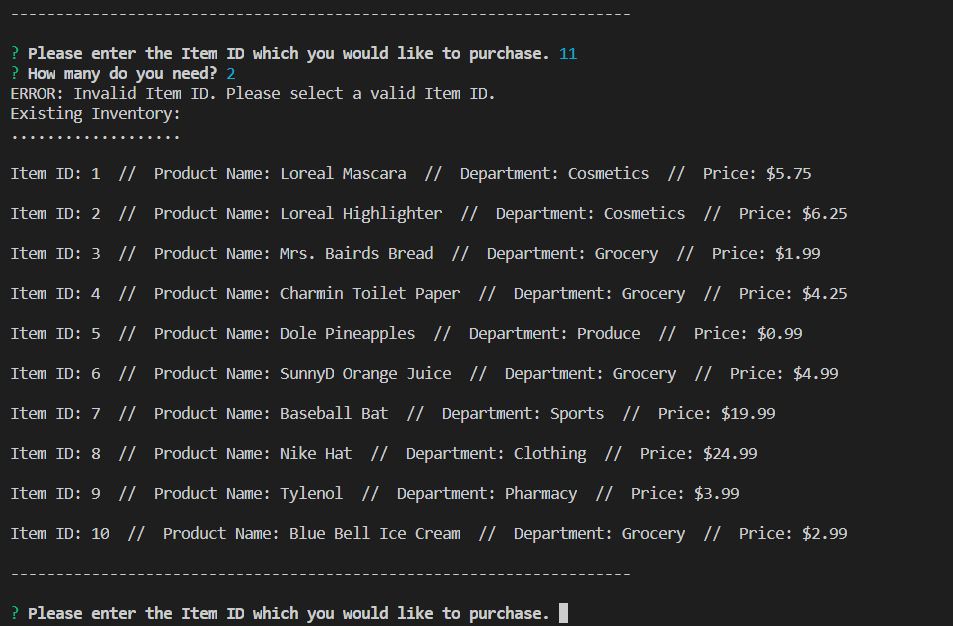 ---------------------------------------------------------------------
? Please enter the Item ID which you would like to purchase. 11
? How many do you need? 2
ERROR: Invalid Item ID. Please select a valid Item ID.
Existing Inventory:
...................
Item ID: 1  //  Product Name: Loreal Mascara  //  Department: Cosmetics  //  Price: $5.75
Item ID: 2  //  Product Name: Loreal Highlighter  //  Department: Cosmetics  //  Price: $6.25
Item ID: 3  //  Product Name: Mrs. Bairds Bread  //  Department: Grocery  //  Price: $1.99
Item ID: 4  //  Product Name: Charmin Toilet Paper  //  Department: Grocery  //  Price: $4.25
Item ID: 5  //  Product Name: Dole Pineapples  //  Department: Produce  //  Price: $0.99
Item ID: 6  //  Product Name: SunnyD Orange Juice  //  Department: Grocery  //  Price: $4.99
Item ID: 7  //  Product Name: Baseball Bat  //  Department: Sports  //  Price: $19.99
Item ID: 8  //  Product Name: Nike Hat  //  Department: Clothing  //  Price: $24.99
Item ID: 9  //  Product Name: Tylenol  //  Department: Pharmacy  //  Price: $3.99
Item ID: 10  //  Product Name: Blue Bell Ice Cream  //  Department: Grocery  //  Price: $2.99
---------------------------------------------------------------------
? Please enter the Item ID which you would like to purchase.